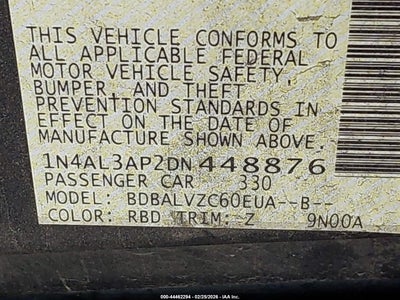 THIS VEHICLE CONFORMS TO
ALL APPLICABLE FEDERAL
MOTOR VEHICLE SAFETY,
BUMPER, AND THEFT
PREVENTION STANDARDS IN
EFFECT ON THE DATE OF
MANUFACTURE SHOWN ABOVE.
1N4AL3AP2DN448876
PASSENGER CAR 330
MODEL: BDBALVZC60EUA--B--
COLOR: RBD TRIM: Z 9N00A
000-44462294 - 02/25/2026 - IAA Inc.